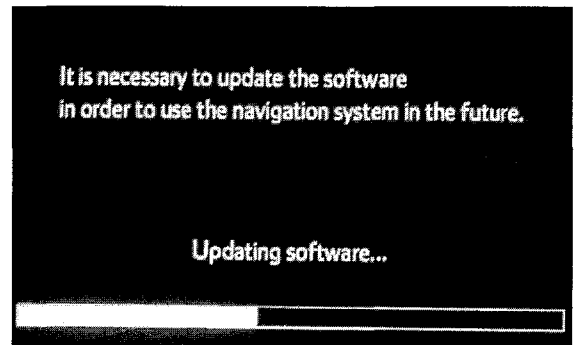 It is necessary to update the software
in order to use the navigation system in the future.
Updating software...